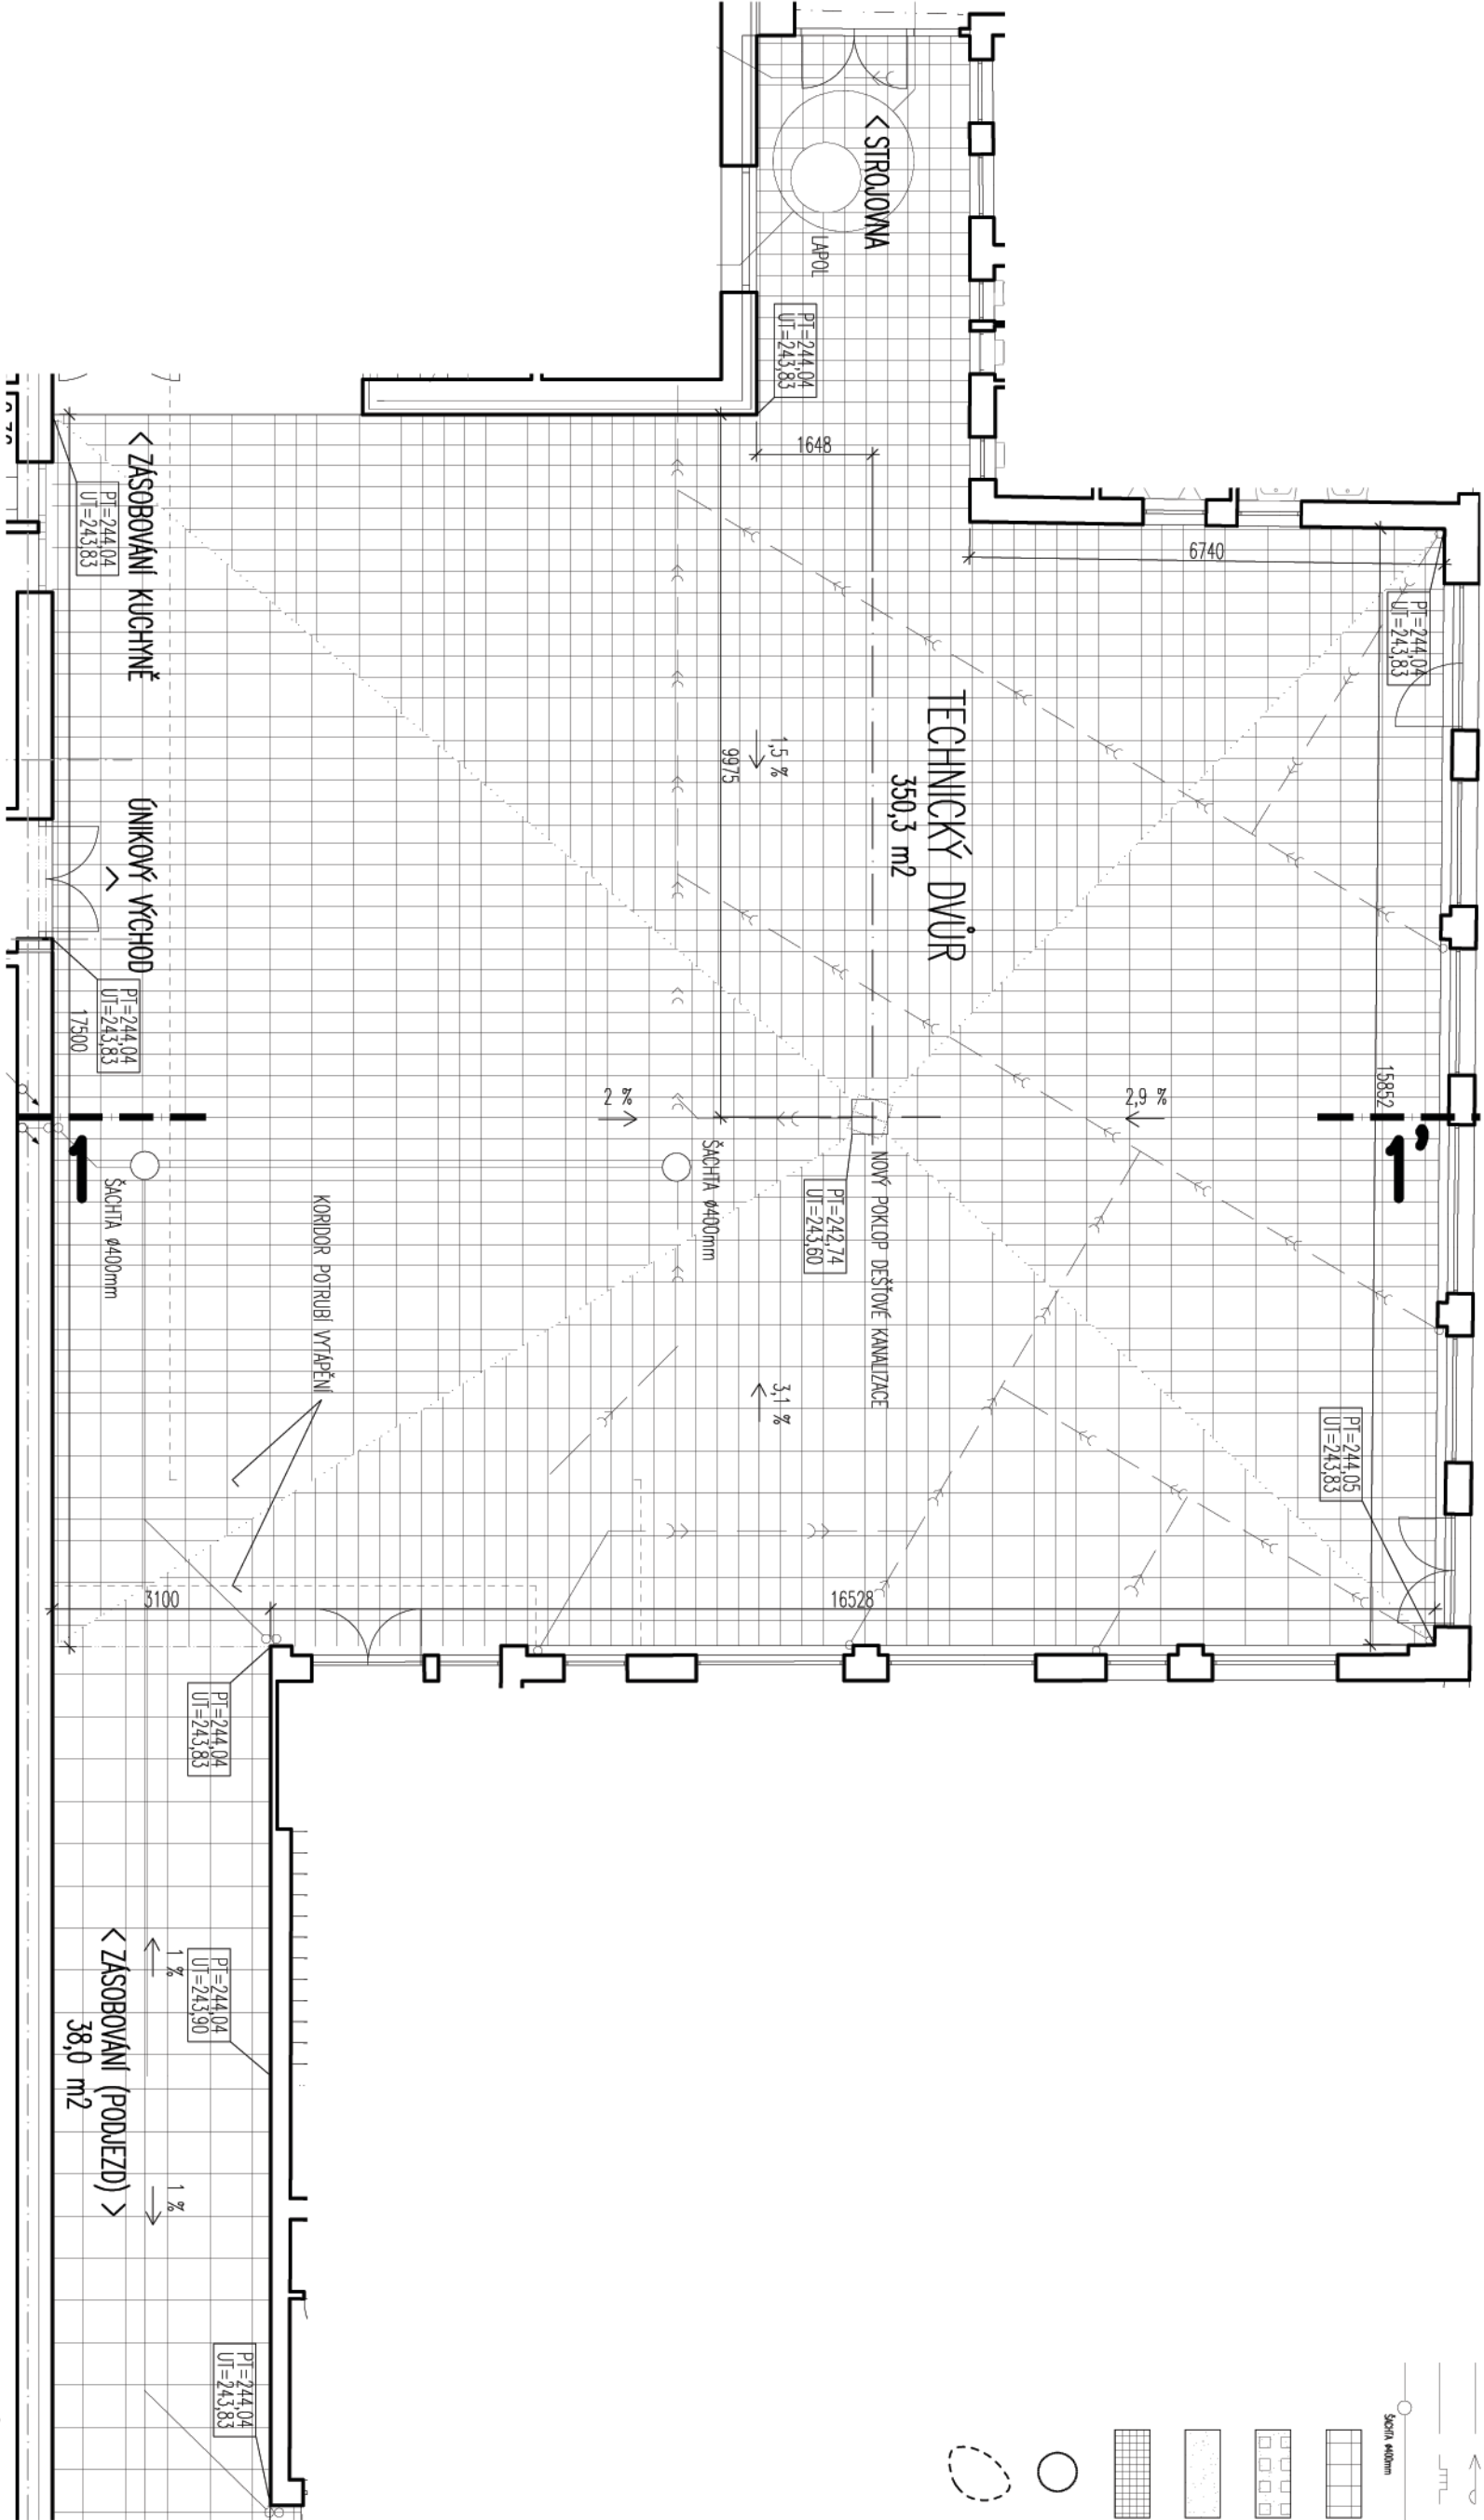 < STROJOVNA
LAPOL
PT=244,04
UT=243,83
1648
< ZÁSOBOVÁNÍ KUCHYNĚ
PT=244,04
UT=243,83
6740
PT=244,04
UT=243,83
TECHNICKÝ DVŮR
350,3 m2
1,5 %
9975
ÚNIKOVÝ VÝCHOD
>
PT=244,04
UT=243,83
17500
2 %
2,9 %
15852
1
1'
ŠACHTA ø400mm
ŠACHTA ø400mm
NOVÝ POKLOP DEŠŤOVÉ KANALIZACE
PT=242,74
UT=243,60
KORIDOR POTRUBÍ VYTÁPĚNÍ
3,1 %
PT=244,05
UT=243,83
3100
16528
PT=244,04
UT=243,83
1 %
PT=244,04
UT=243,90
< ZÁSOBOVÁNÍ (PODJEZD) >
38,0 m2
1 %
PT=244,04
UT=243,83
ŠACHTA ø400mm